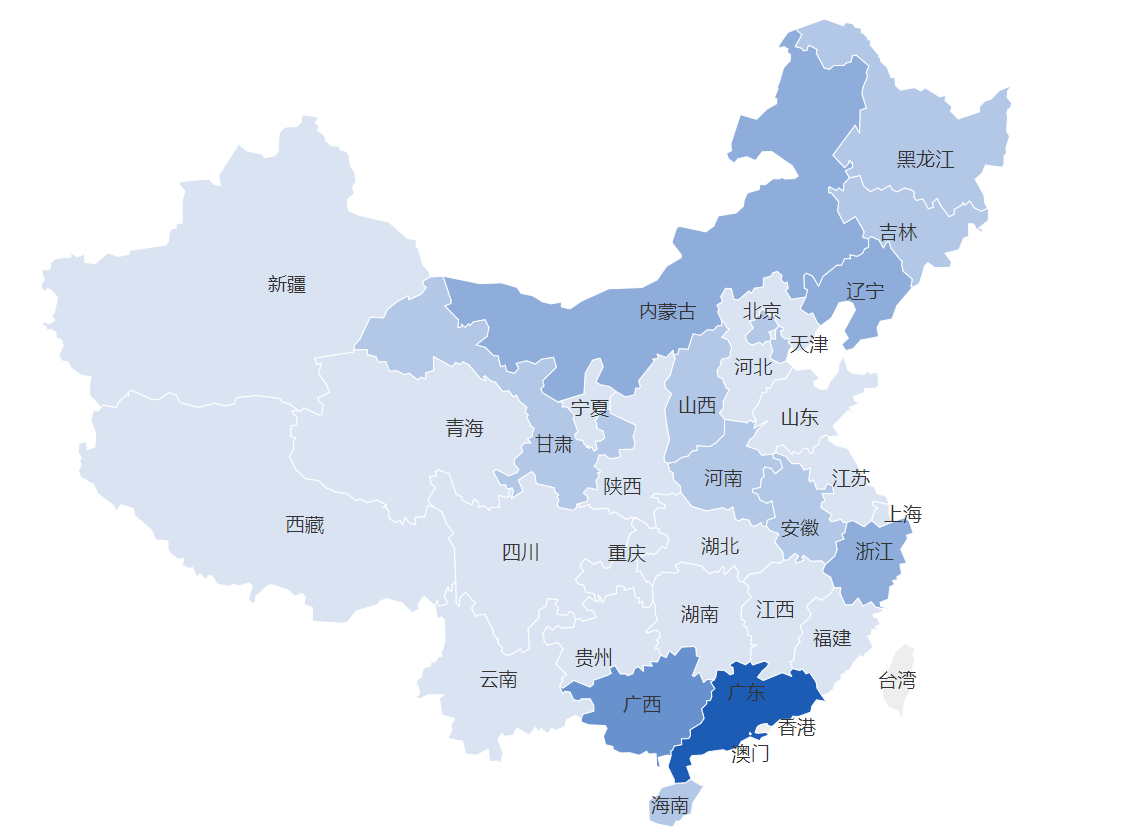 黑龙江
吉林
新疆
辽宁
内蒙古
北京
天津
河北
宁夏
山西
山东
青海
甘肃
河南
江苏
陕西
上海
西藏
安徽
四川
重庆
湖北
浙江
湖南
江西
福建
贵州
云南
台湾
广西
广东
香港
澳门
海南